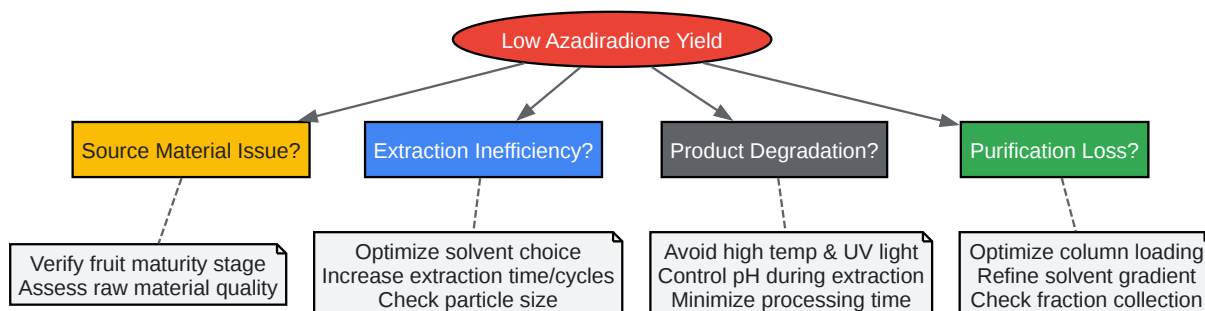 Low Azadiradione Yield
Source Material Issue?
Extraction Inefficiency?
Product Degradation?
Purification Loss?
Verify fruit maturity stage
Assess raw material quality
Optimize solvent choice
Increase extraction time/cycles
Check particle size
Avoid high temp & UV light
Control pH during extraction
Minimize processing time
Optimize column loading
Refine solvent gradient
Check fraction collection